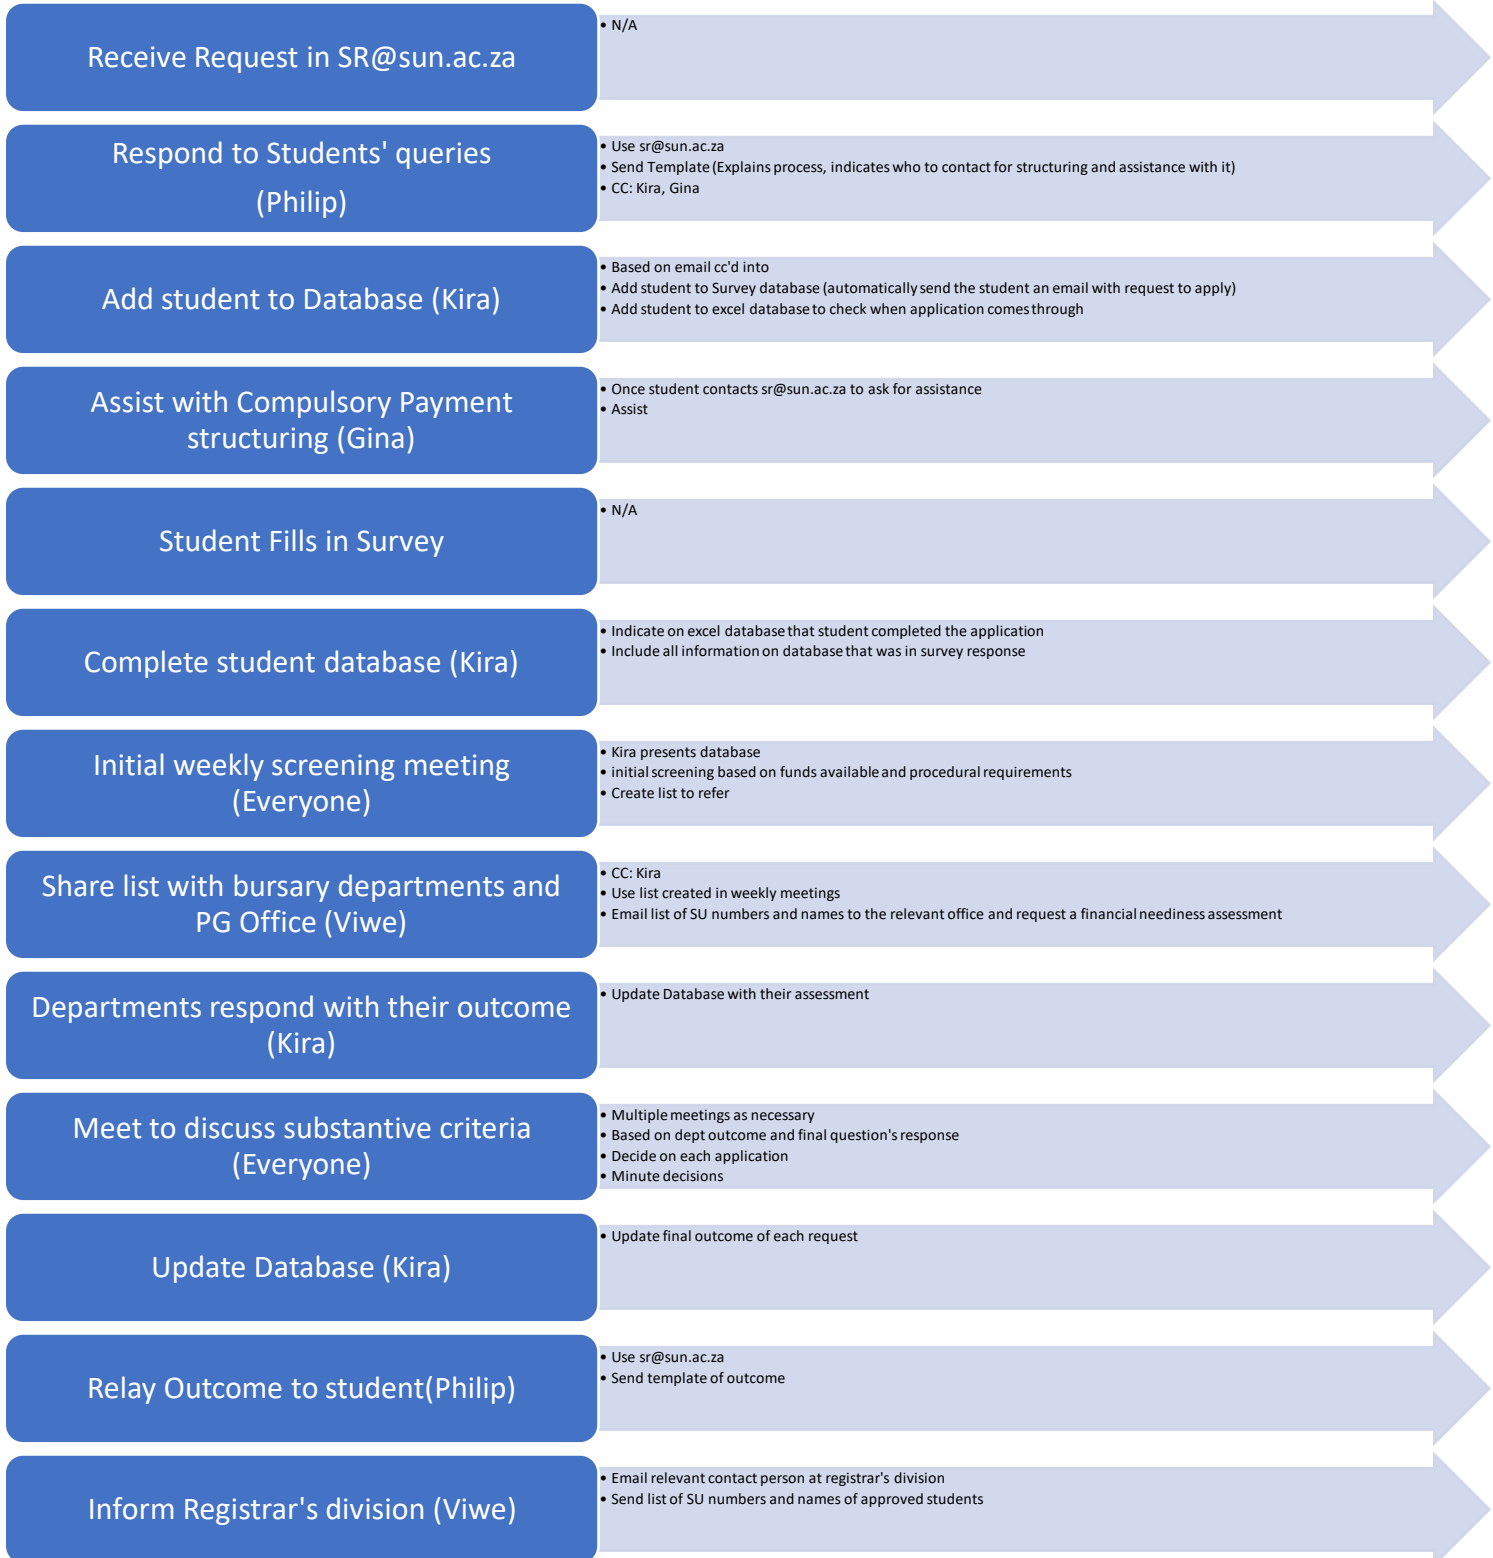 Receive Request in SR@sun.ac.za
• N/A
Respond to Students' queries
(Philip)
• Use sr@sun.ac.za
• Send Template (Explains process, indicates who to contact for structuring and assistance with it)
• CC: Kira, Gina
Add student to Database (Kira)
• Based on email cc'd into
• Add student to Survey database (automatically send the student an email with request to apply)
• Add student to excel database to check when application comes through
Assist with Compulsory Payment
structuring (Gina)
• Once student contacts sr@sun.ac.za to ask for assistance
• Assist
Student Fills in Survey
• N/A
Complete student database (Kira)
• Indicate on excel database that student completed the application
• Include all information on database that was in survey response
Initial weekly screening meeting
(Everyone)
• Kira presents database
• initial screening based on funds available and procedural requirements
• Create list to refer
Share list with bursary departments and
PG Office (Viwe)
• CC: Kira
• Use list created in weekly meetings
• Email list of SU numbers and names to the relevant office and request a financial neediness assessment
Departments respond with their outcome
(Kira)
• Update Database with their assessment
Meet to discuss substantive criteria
(Everyone)
• Multiple meetings as necessary
• Based on dept outcome and final question's response
• Decide on each application
• Minute decisions
Update Database (Kira)
• Update final outcome of each request
Relay Outcome to student(Philip)
• Use sr@sun.ac.za
• Send template of outcome
Inform Registrar's division (Viwe)
• Email relevant contact person at registrar's division
• Send list of SU numbers and names of approved students